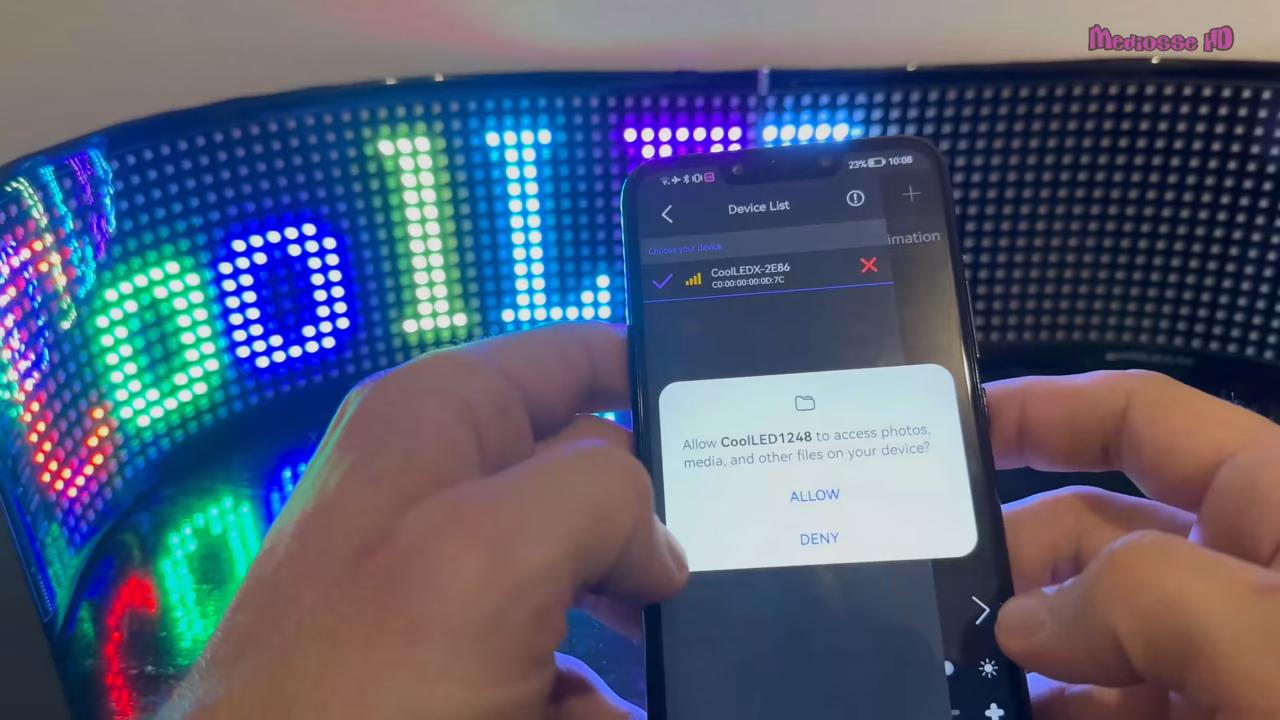 Mediosse HD
23% 10:08
Device List
Choose your device
imation
CoolLEDX-2E86
C0:00:00:00:0D:7C
Allow CoolLED1248 to access photos,
media, and other files on your device?
ALLOW
DENY